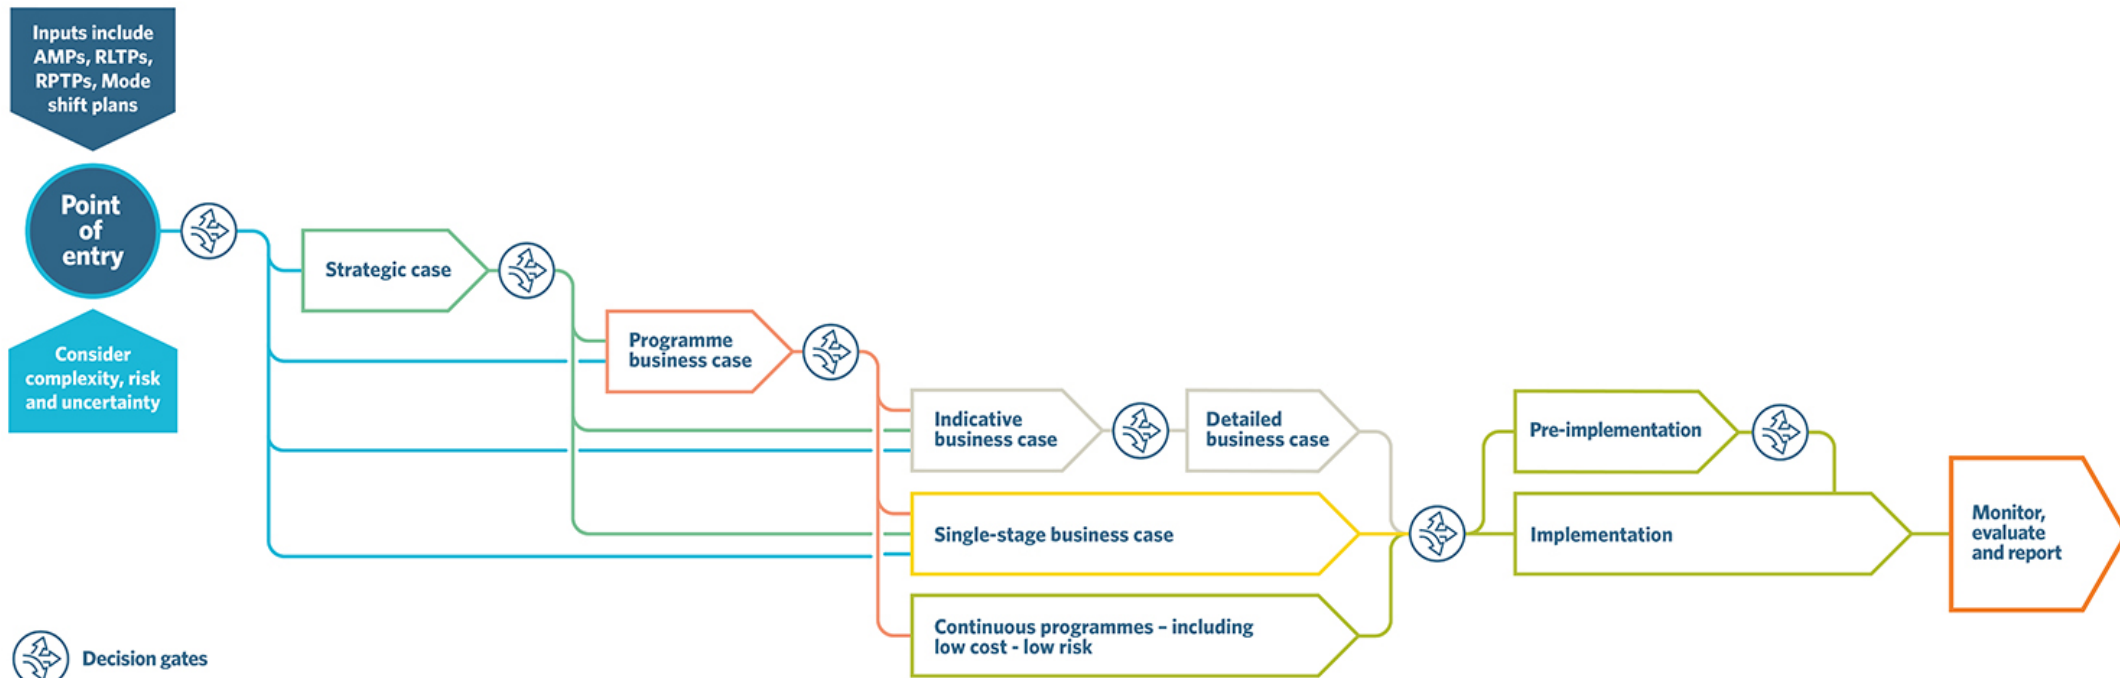 Inputs include
AMPs, RLTPs,
RPTPs, Mode
shift plans
Point
of
entry
Consider
complexity, risk
and uncertainty
Strategic case
Programme
business case
Indicative
business case
Detailed
business case
Single-stage business case
Continuous programmes – including
low cost - low risk
Pre-implementation
Implementation
Monitor,
evaluate
and report
Decision gates